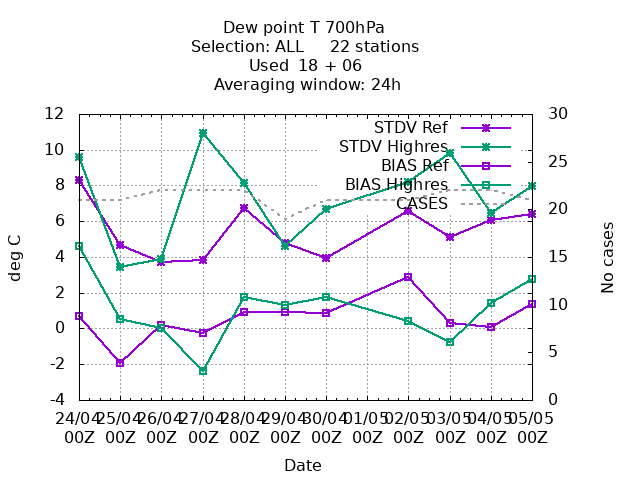 Dew point T 700hPa
Selection: ALL 22 stations
Used 18 + 06
Averaging window: 24h
12
10
8
6
4
2
0
-2
-4
30
25
20
15
10
5
0
deg C
No cases
STDV Ref
STDV Highres
BIAS Ref
BIAS Highres
CASES
24/04 25/04 26/04 27/04 28/04 29/04 30/04 01/05 02/05 03/05 04/05 05/05
00Z 00Z 00Z 00Z 00Z 00Z 00Z 00Z 00Z 00Z 00Z 00Z
Date